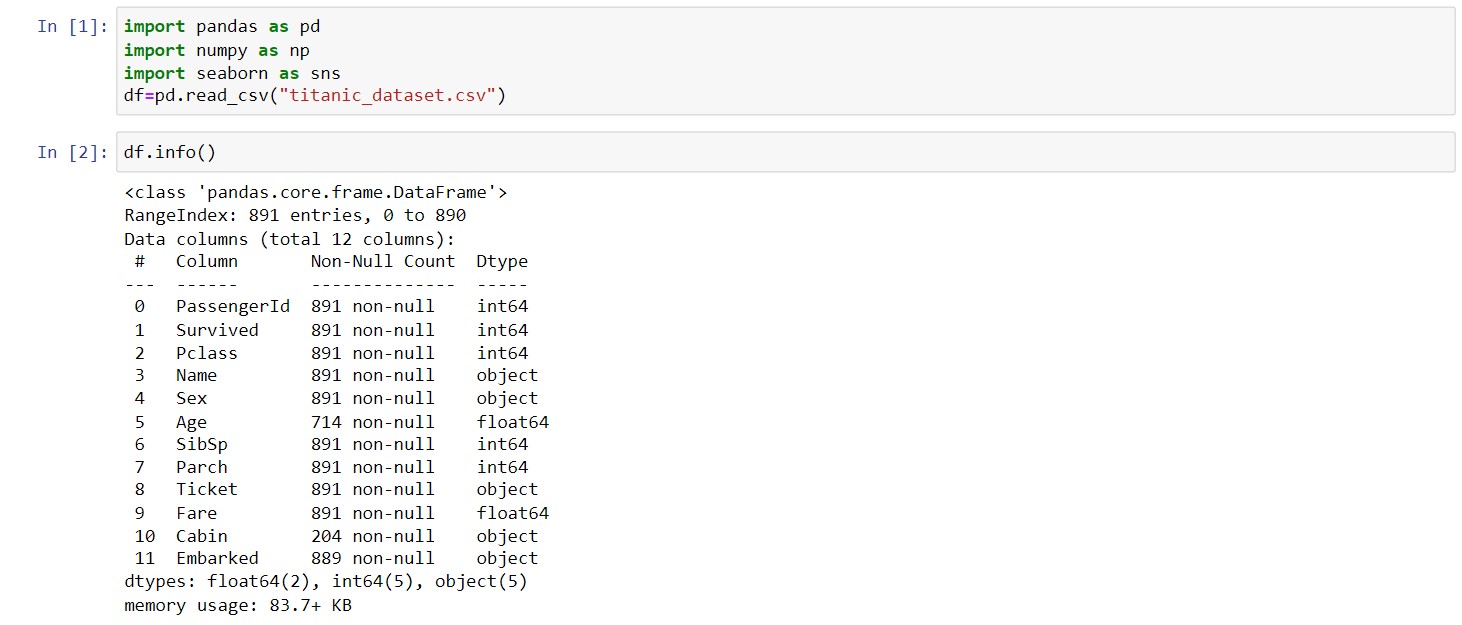 In [1]: import pandas as pd
import numpy as np
import seaborn as sns
df=pd.read_csv("titanic_dataset.csv")
In [2]: df.info()
<class 'pandas.core.frame.DataFrame'>
RangeIndex: 891 entries, 0 to 890
Data columns (total 12 columns):
 #   Column       Non-Null Count  Dtype
---  ------       --------------  -----
 0   PassengerId  891 non-null    int64
 1   Survived     891 non-null    int64
 2   Pclass       891 non-null    int64
 3   Name         891 non-null    object
 4   Sex          891 non-null    object
 5   Age          714 non-null    float64
 6   SibSp        891 non-null    int64
 7   Parch        891 non-null    int64
 8   Ticket       891 non-null    object
 9   Fare         891 non-null    float64
 10  Cabin        204 non-null    object
 11  Embarked     889 non-null    object
dtypes: float64(2), int64(5), object(5)
memory usage: 83.7+ KB